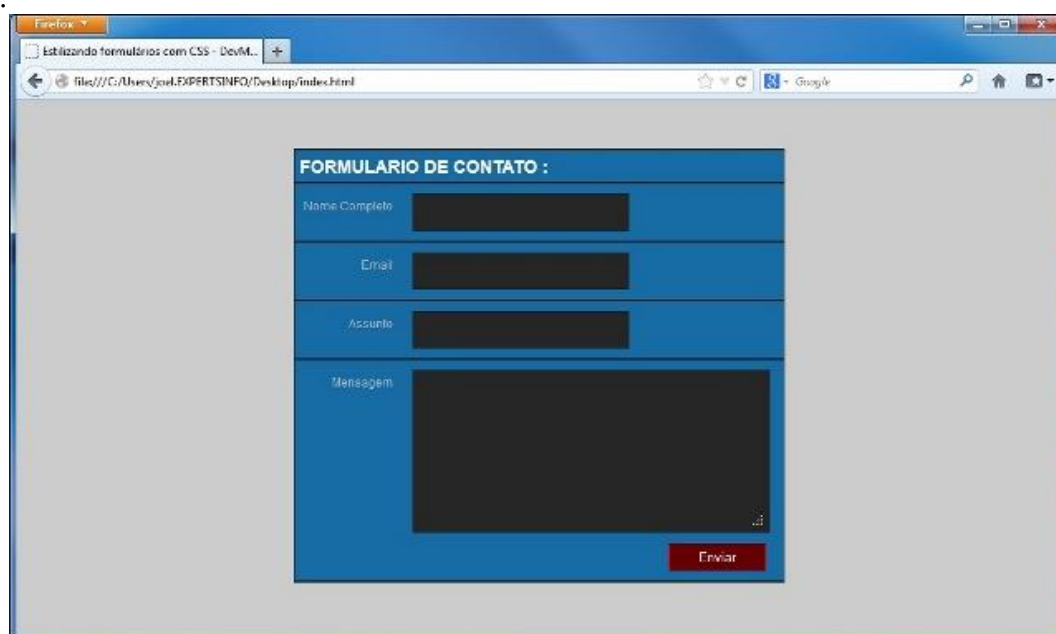 Firefox
Estilizando formulários com CSS - DevM...
file:///C:/Users/joel.EXPERTSINFO/Desktop/index.html
Google
FORMULARIO DE CONTATO :
Nome Completo
Email
Assunto
Mensagem
Enviar